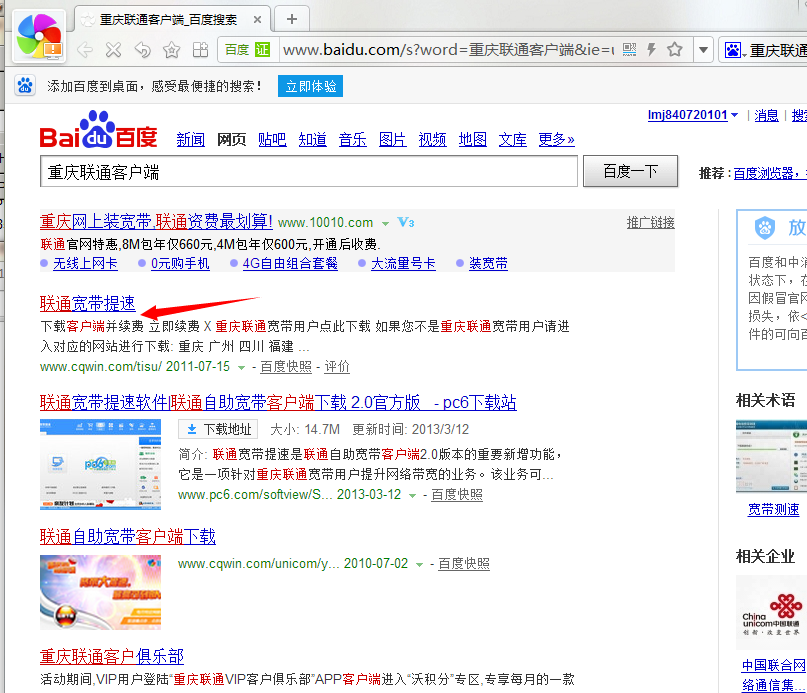 重庆联通客户端_百度搜索
百度 证 www.baidu.com/s?word=重庆联通客户端&ie=u
重庆联通
添加百度到桌面，感受最便捷的搜索！ 立即体验
lmj840720101 | 消息 |
Bai du 百度 新闻 网页 贴吧 知道 音乐 图片 视频 地图 文库 更多»
重庆联通客户端 百度一下
推荐：百度浏览器，
重庆网上装宽带,联通资费最划算! www.10010.com V3 推广链接
联通官网特惠,8M包年仅660元,4M包年仅600元,开通后收费.
无线上网卡 0元购手机 4G自由组合套餐 大流量号卡 装宽带
联通宽带提速
下载客户端并续费 立即续费 X 重庆联通宽带用户点此下载 如果您不是重庆联通宽带用户请进
入对应的网站进行下载: 重庆 广州 四川 福建 ...
www.cqwin.com/tisu/ 2011-07-15 - 百度快照 - 评价
联通宽带提速软件|联通自助宽带客户端下载 2.0官方版 - pc6下载站
下载地址 大小: 14.7M 更新时间: 2013/3/12
简介: 联通宽带提速是联通自助宽带客户端2.0版本的重要新增功能，
它是一项针对重庆联通宽带用户提升网络带宽的业务。该业务可...
www.pc6.com/softview/S... 2013-03-12 - 百度快照
联通自助宽带客户端下载
www.cqwin.com/unicom/y... 2010-07-02 - 百度快照
重庆联通客户俱乐部
活动期间,VIP用户登陆“重庆联通VIP客户俱乐部”APP客户端进入“沃积分”专区,专享每月的一款
放
百度和中消
状态下，在
因假冒官网
损失，依<
件的可向百
相关术语
宽带测速
相关企业
China
unicom中国联通
创新·改变世界
中国联合网
络通信集...